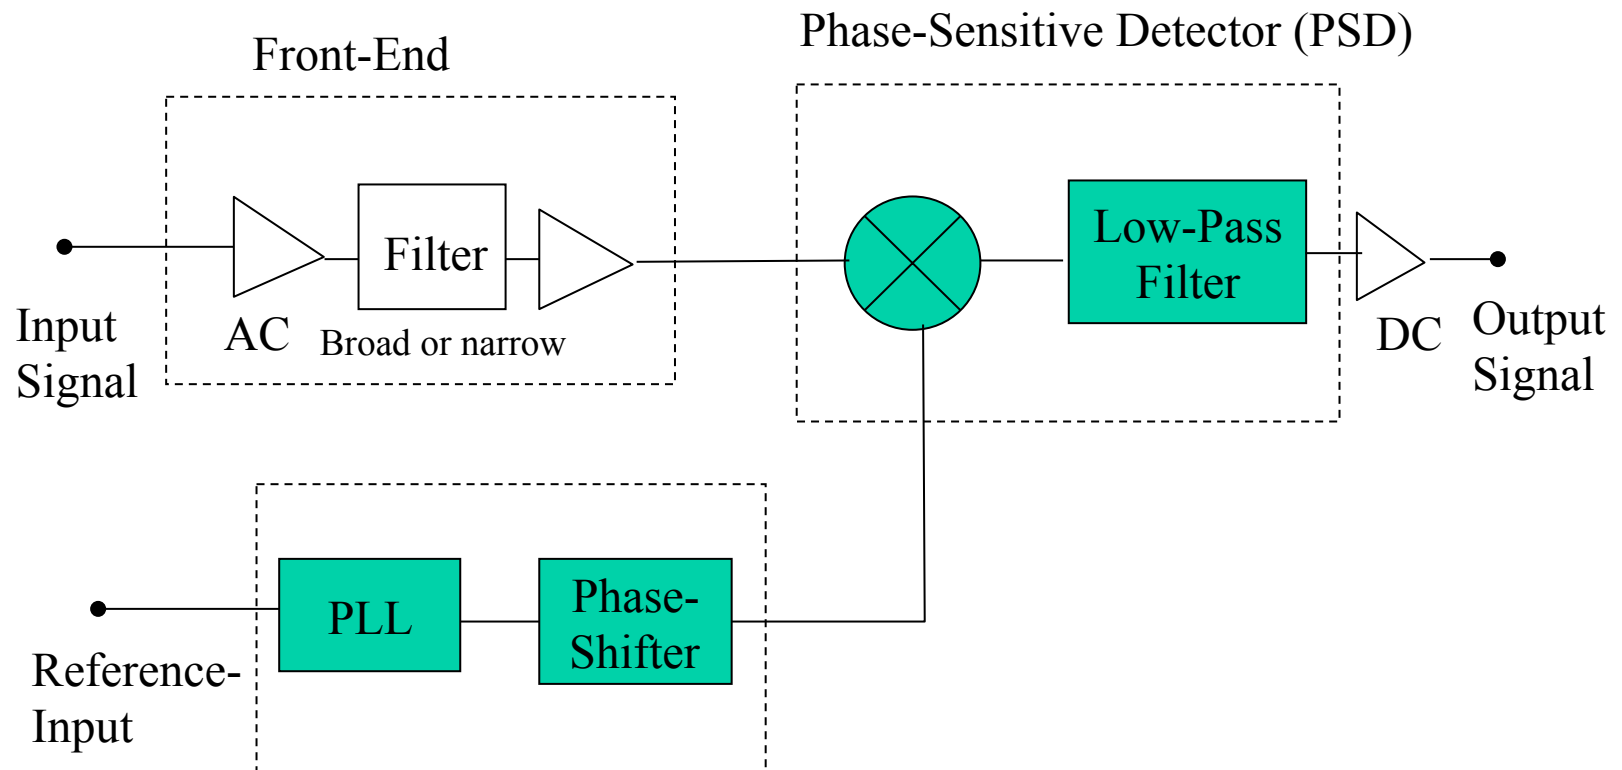 Front-End
Phase-Sensitive Detector (PSD)
Filter
Low-Pass
Filter
Input
Signal
AC
Broad or narrow
DC
Output
Signal
PLL
Phase-
Shifter
Reference-
Input